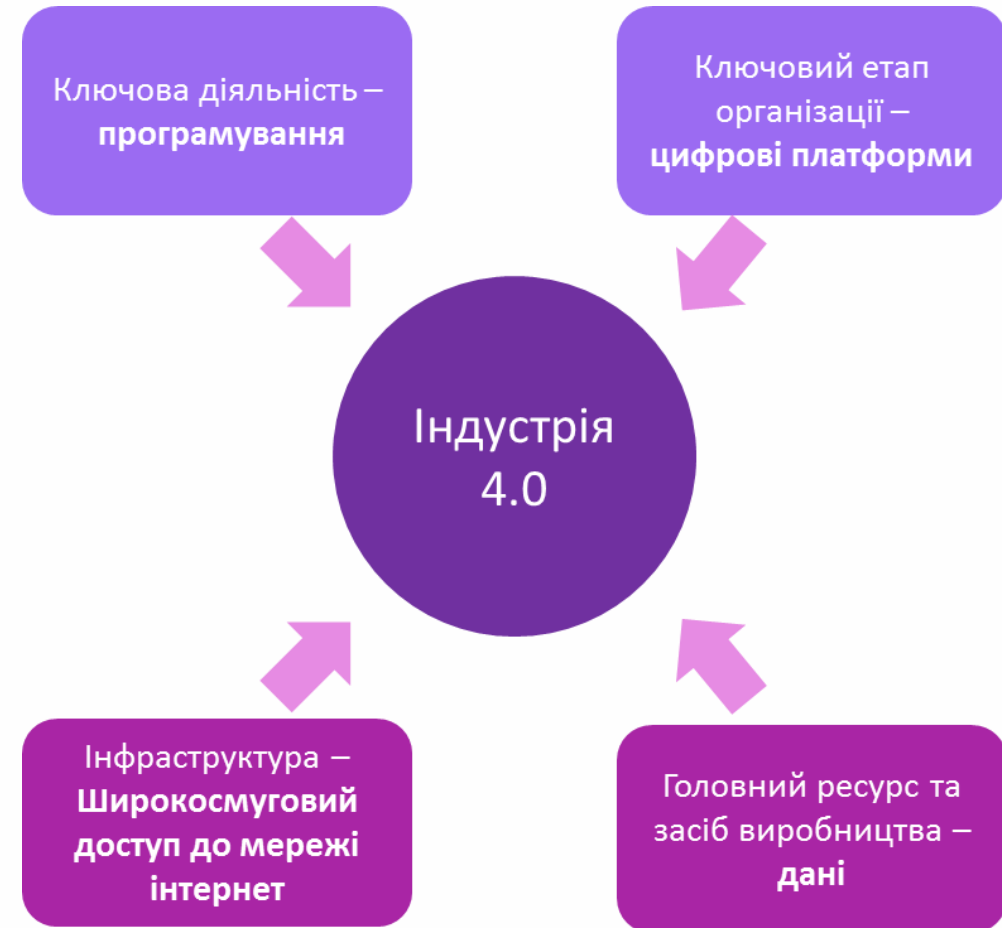 Ключова діяльність –
програмування
Ключовий етап
організації –
цифрові платформи
Індустрія
4.0
Інфраструктура –
Широкосмуговий
доступ до мережі
інтернет
Головний ресурс та
засіб виробництва –
дані